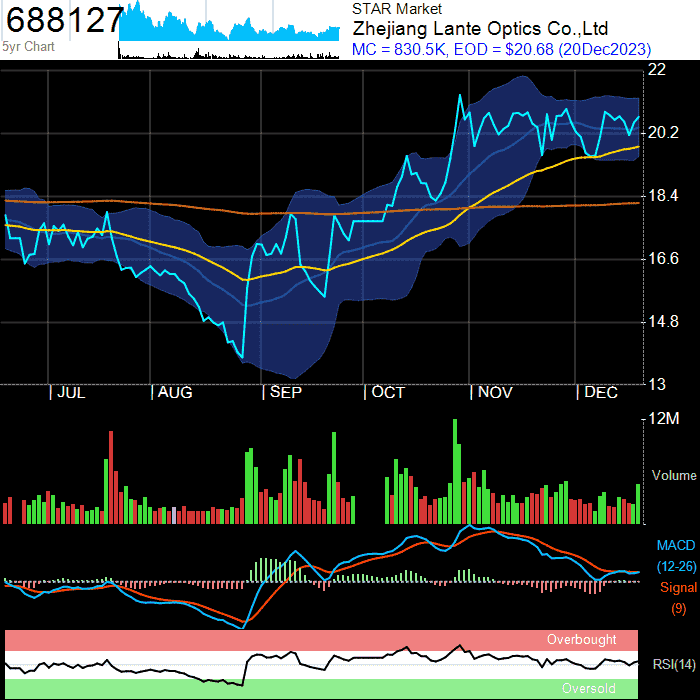 688127
STAR Market
Zhejiang Lante Optics Co.,Ltd
5yr Chart
MC = 830.5K, EOD = $20.68 (20Dec2023)
22
20.2
18.4
16.6
14.8
13
JUL
AUG
SEP
OCT
NOV
DEC
12M
Volume
MACD
(12-26)
Signal
(9)
Overbought
RSI(14)
Oversold